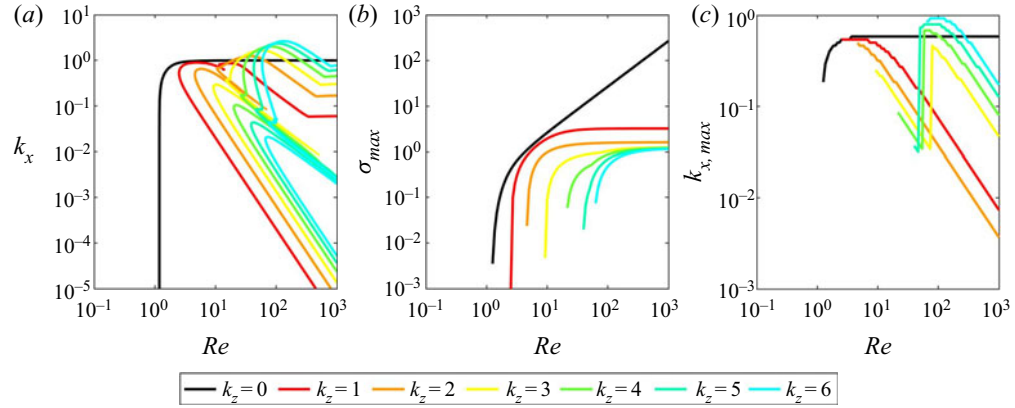 (a) (b) (c)
10^1 10^3 10^0
10^0 10^2
10^-1 10^1
k_x 10^-2 σ_max 10^0 k_x, max 10^-1
10^-3 10^-1 10^-2
10^-4 10^-2
10^-5 10^-3 10^-3
10^-1 10^0 10^1 10^2 10^3 10^-1 10^0 10^1 10^2 10^3 10^-1 10^0 10^1 10^2 10^3
Re Re Re
k_z = 0 k_z = 1 k_z = 2 k_z = 3 k_z = 4 k_z = 5 k_z = 6